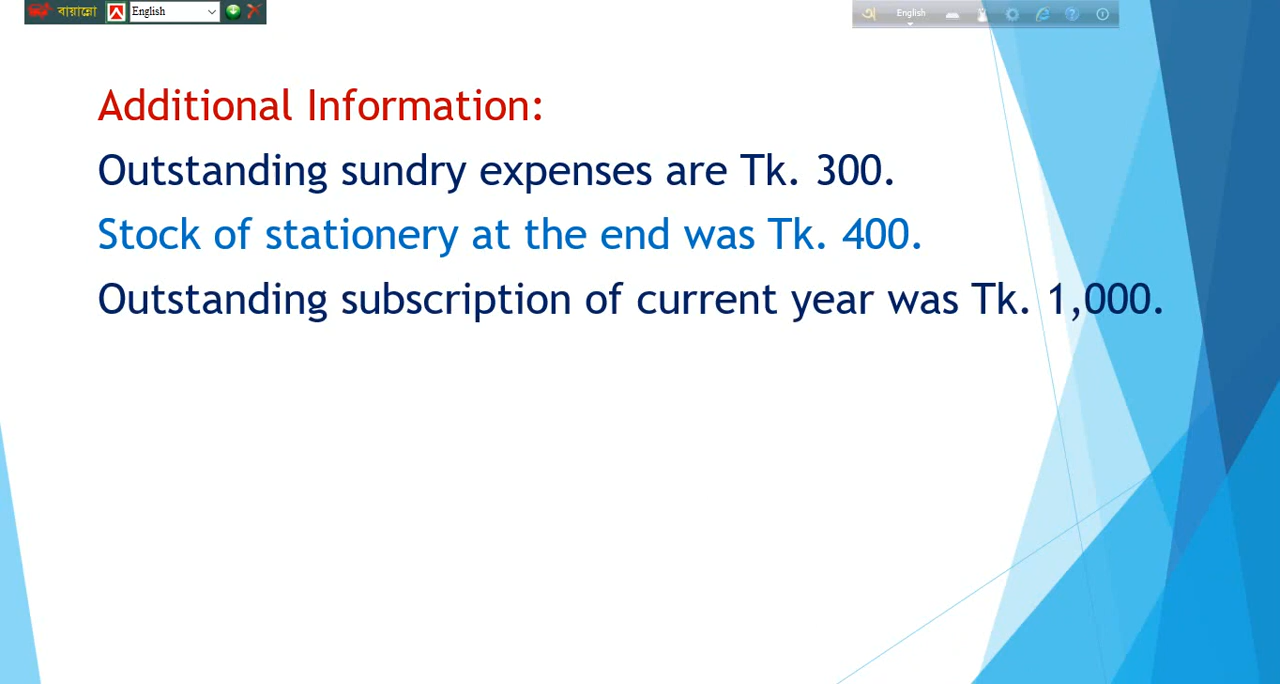 বায়ান্নো English
অ English
Additional Information:
Outstanding sundry expenses are Tk. 300.
Stock of stationery at the end was Tk. 400.
Outstanding subscription of current year was Tk. 1,000.